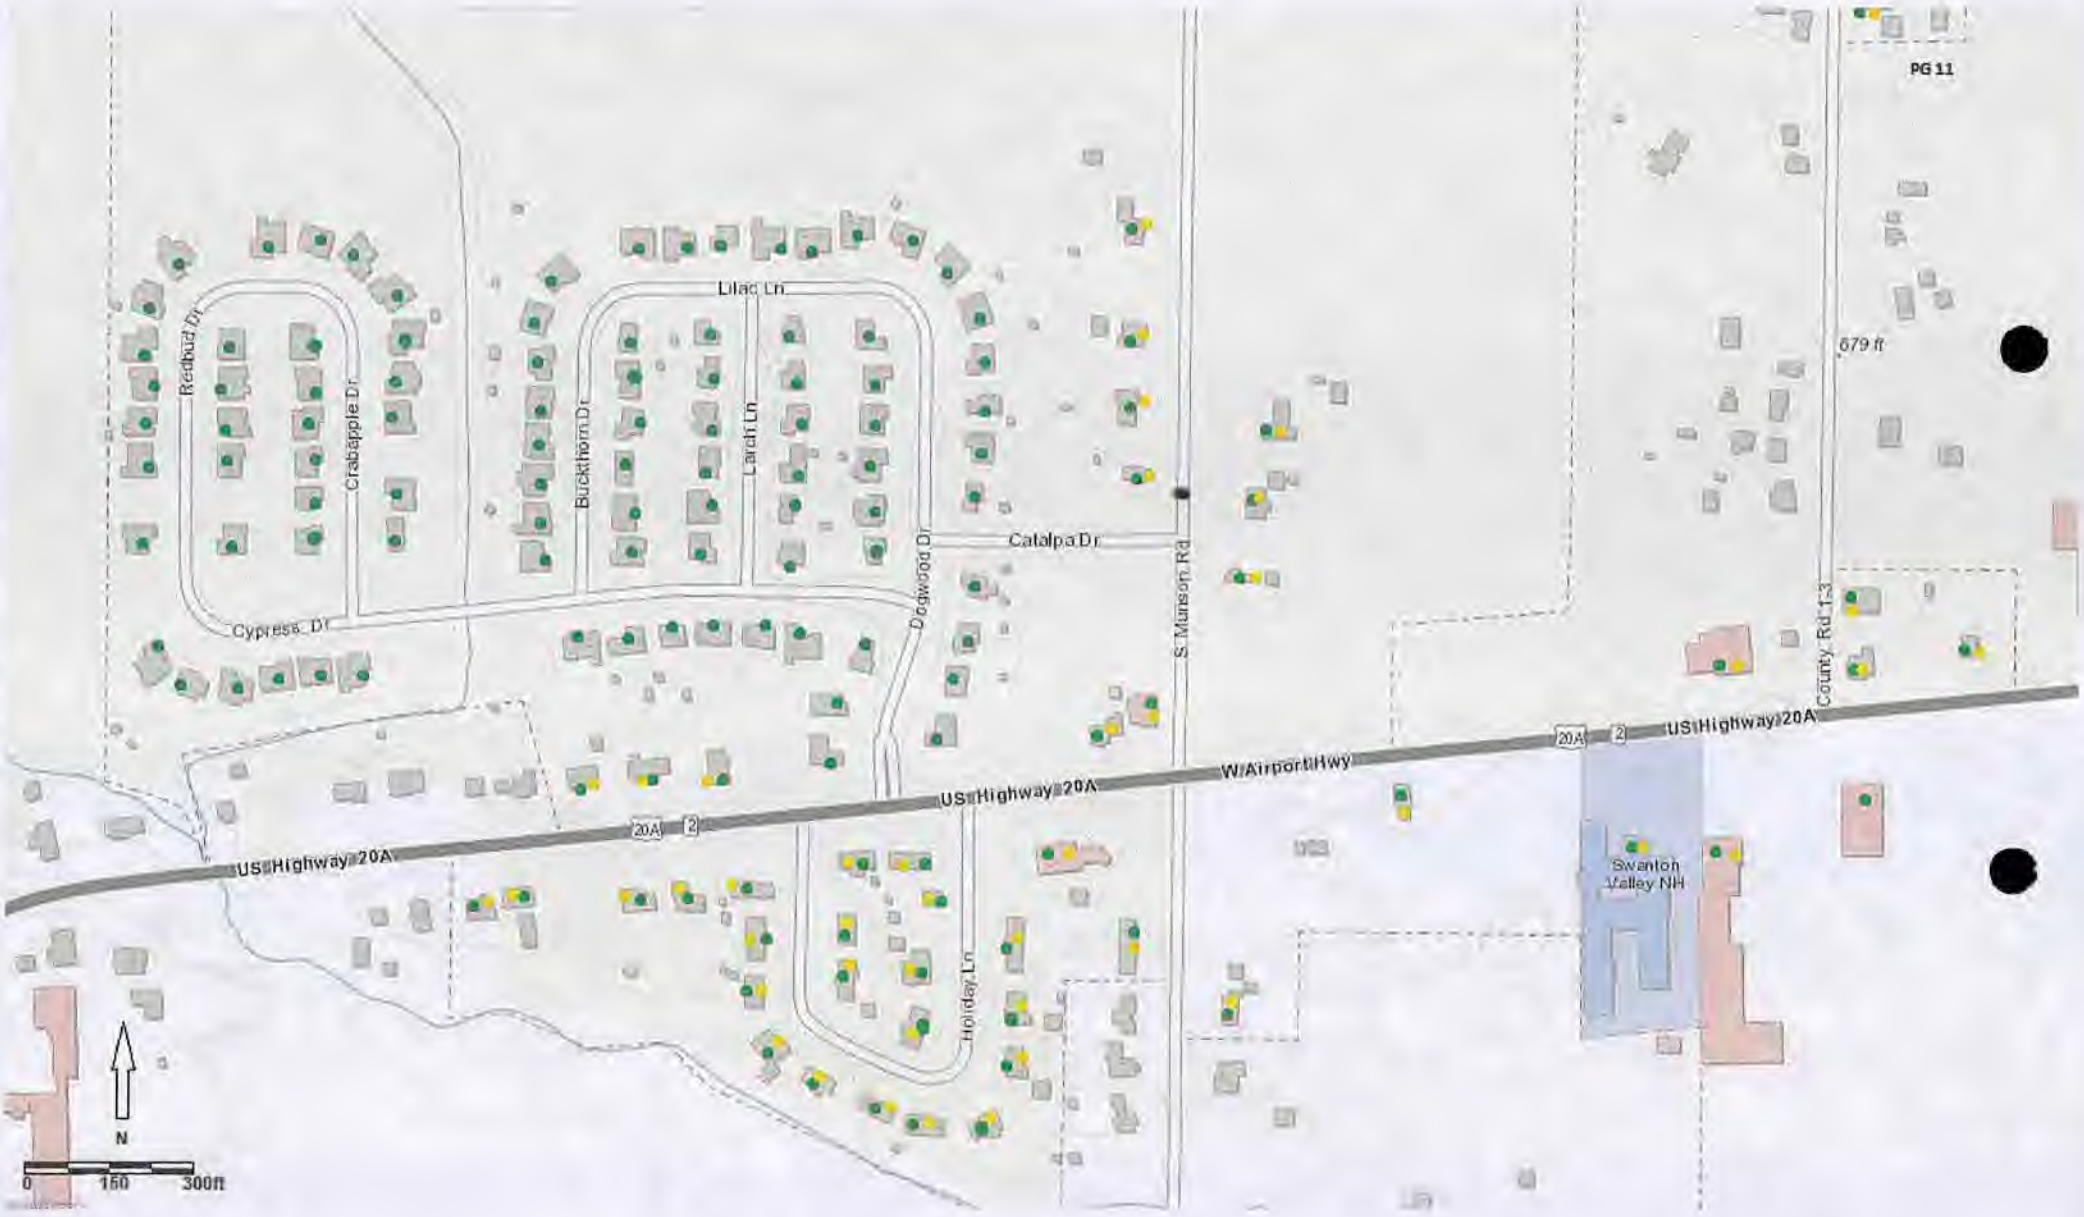 PG 11
Lilac Ln
Redbud Dr
679 ft
Crabapple Dr
Buckthorn Dr
Larch Ln
Catalpa Dr
Dogwood Dr
S Munson Rd
Cypress Dr
County Rd 1-3
US Highway 20A
20A
2
W Airport Hwy
US Highway 20A
20A
2
US Highway 20A
Swanton
Valley NH
Holiday Ln
N
0 150 300ft